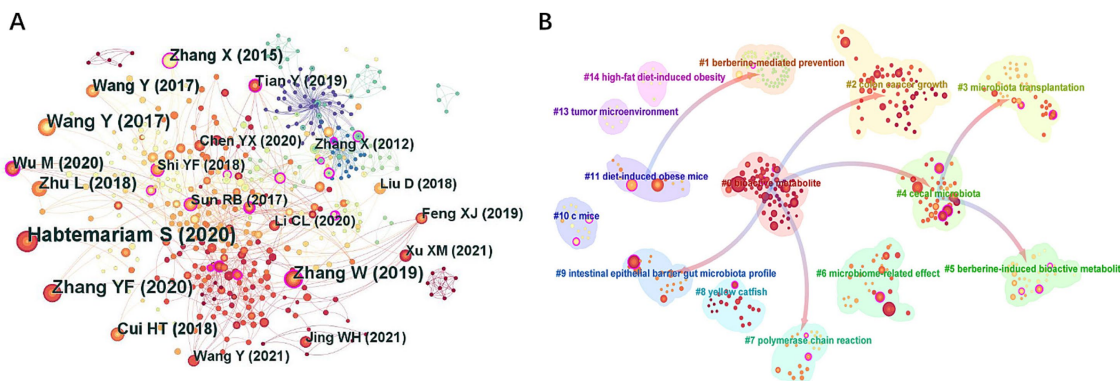 A
Zhang X (2015)
Wang Y (2017)
Tian Y (2019)
Wang Y (2017)
Chen YX (2020)
Zhang X (2012)
Wu M (2020)
Shi YF (2018)
Zhu L (2018)
Liu D (2018)
Sun RB (2017)
Li CL (2020)
Feng XJ (2019)
Habtemariam S (2020)
Xu XM (2021)
Zhang W (2019)
Zhang YF (2020)
Cui HT (2018)
Jing WH (2021)
Wang Y (2021)
B
#1 berberine-mediated prevention
#14 high-fat diet-induced obesity
#2 colon cancer growth
#3 microbiota transplantation
#13 tumor microenvironment
#11 diet-induced obese mice
#0 bioactive metabolite
#4 cecal microbiota
#10 c mice
#9 intestinal epithelial barrier gut microbiota profile
#6 microbiome-related effect
#5 berberine-induced bioactive metabolit
#8 yellow catfish
#7 polymerase chain reaction